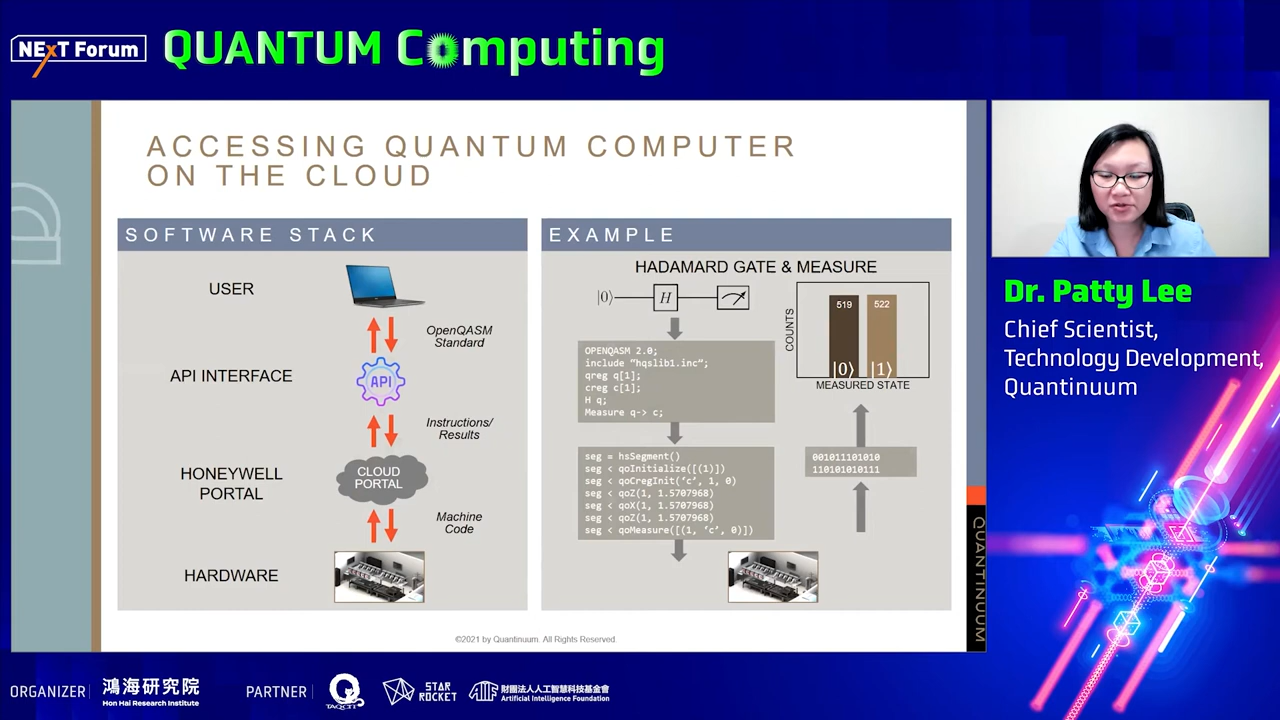 NExT Forum
QUANTUM Computing
ACCESSING QUANTUM COMPUTER
ON THE CLOUD
SOFTWARE STACK
USER
OpenQASM
Standard
API INTERFACE
API
Instructions/
Results
HONEYWELL
PORTAL
CLOUD
PORTAL
Machine
Code
HARDWARE
EXAMPLE
HADAMARD GATE & MEASURE
|0⟩
H
OPENQASM 2.0;
include "hqslib1.inc";
qreg q[1];
creg c[1];
H q;
Measure q-> c;
seg = hsSegment()
seg < qoInitialize([(1)])
seg < qoCregInit('c', 1, 0)
seg < qoZ(1, 1.5707968)
seg < qoX(1, 1.5707968)
seg < qoZ(1, 1.5707968)
seg < qoMeasure([(1, 'c', 0)])
COUNTS
519
522
|0⟩
|1⟩
MEASURED STATE
001011101010
110101010111
©2021 by Quantinuum. All Rights Reserved.
QUANTINUUM
Dr. Patty Lee
Chief Scientist,
Technology Development,
Quantinuum
ORGANIZER
鴻海研究院
Hon Hai Research Institute
PARTNER
TAQCIT
STAR
ROCKET
AIF
財團法人人工智慧科技基金會
Artificial Intelligence Foundation